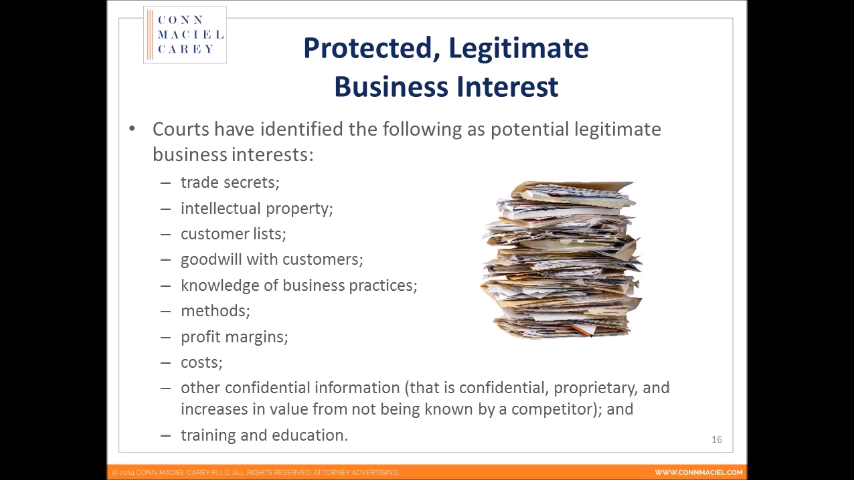 CONN
MACIEL
CAREY
Protected, Legitimate
Business Interest
• Courts have identified the following as potential legitimate
business interests:
– trade secrets;
– intellectual property;
– customer lists;
– goodwill with customers;
– knowledge of business practices;
– methods;
– profit margins;
– costs;
– other confidential information (that is confidential, proprietary, and
increases in value from not being known by a competitor); and
– training and education.
16
© 2014 CONN MACIEL CAREY PLLC. ALL RIGHTS RESERVED. ATTORNEY ADVERTISING.
WWW.CONNMACIEL.COM